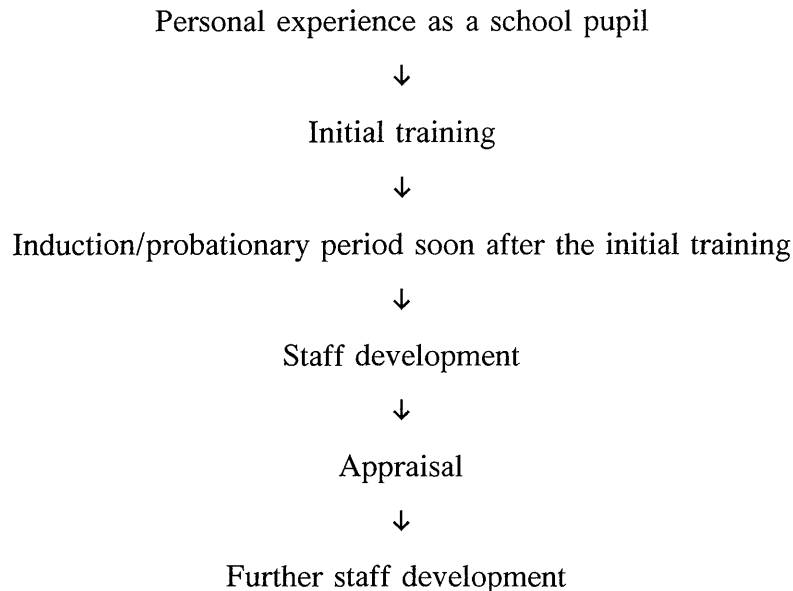 Personal experience as a school pupil
↓
Initial training
↓
Induction/probationary period soon after the initial training
↓
Staff development
↓
Appraisal
↓
Further staff development